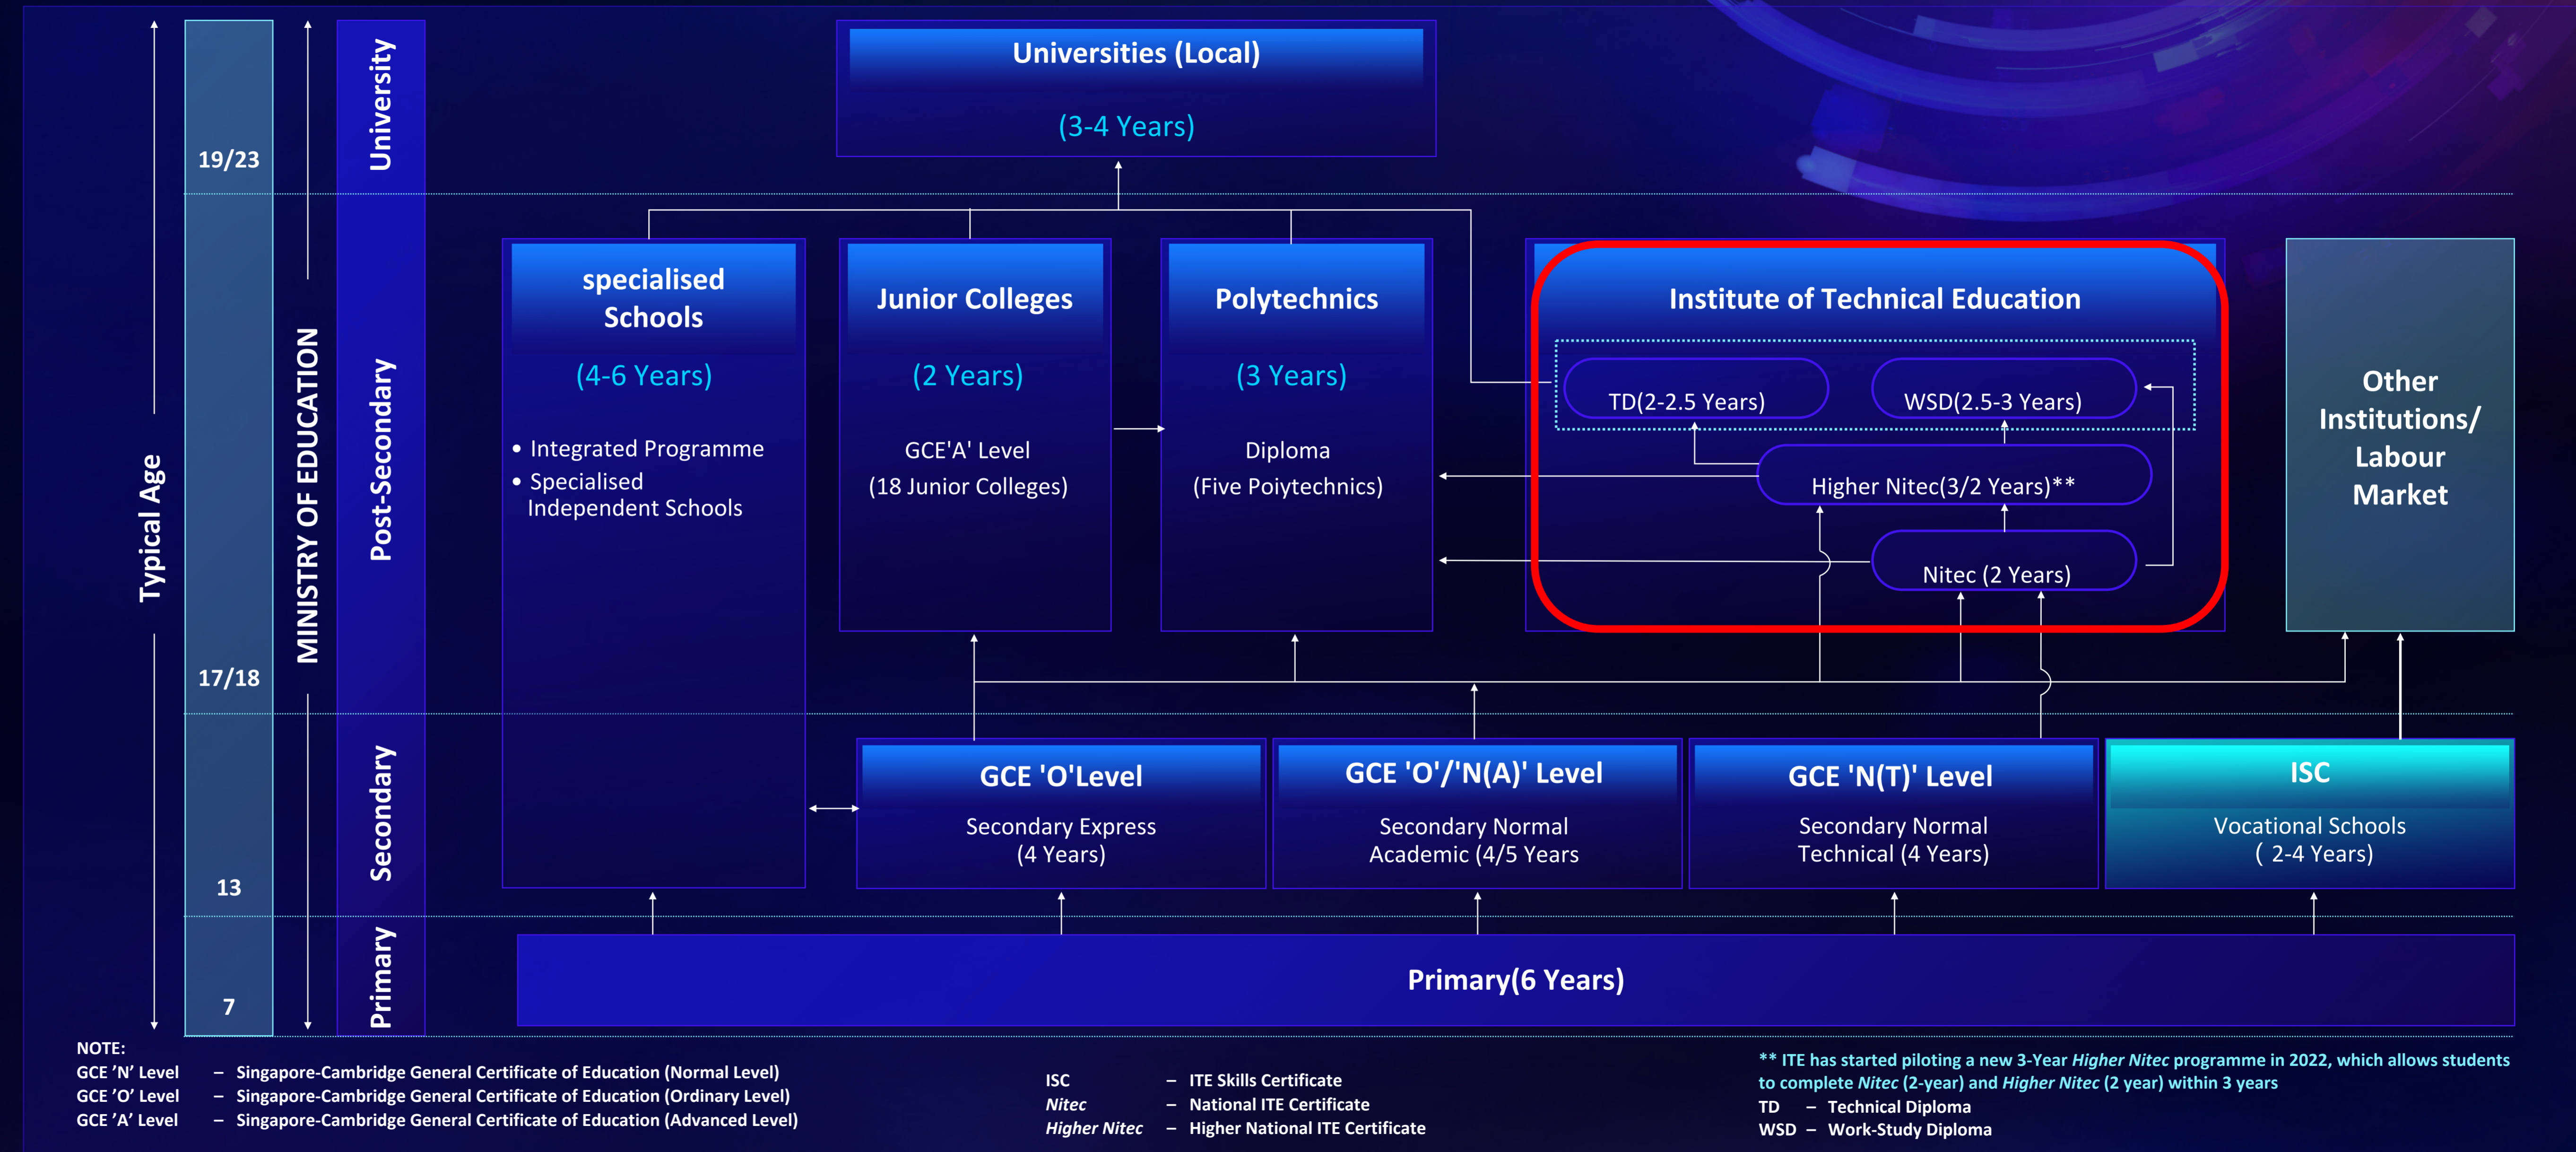 Universities (Local)
(3-4 Years)
Typical Age
19/23
17/18
13
7
MINISTRY OF EDUCATION
University
Post-Secondary
Secondary
Primary
specialised
Schools
(4-6 Years)
• Integrated Programme
• Specialised
Independent Schools
Junior Colleges
(2 Years)
GCE'A' Level
(18 Junior Colleges)
Polytechnics
(3 Years)
Diploma
(Five Poiytechnics)
Institute of Technical Education
TD(2-2.5 Years)
WSD(2.5-3 Years)
Higher Nitec(3/2 Years)**
Nitec (2 Years)
Other
Institutions/
Labour
Market
GCE 'O'Level
Secondary Express
(4 Years)
GCE 'O'/'N(A)' Level
Secondary Normal
Academic (4/5 Years
GCE 'N(T)' Level
Secondary Normal
Technical (4 Years)
ISC
Vocational Schools
( 2-4 Years)
Primary(6 Years)
NOTE:
GCE ’N’ Level – Singapore-Cambridge General Certificate of Education (Normal Level)
GCE ’O’ Level – Singapore-Cambridge General Certificate of Education (Ordinary Level)
GCE ’A’ Level – Singapore-Cambridge General Certificate of Education (Advanced Level)
ISC – ITE Skills Certificate
Nitec – National ITE Certificate
Higher Nitec – Higher National ITE Certificate
** ITE has started piloting a new 3-Year Higher Nitec programme in 2022, which allows students
to complete Nitec (2-year) and Higher Nitec (2 year) within 3 years
TD – Technical Diploma
WSD – Work-Study Diploma